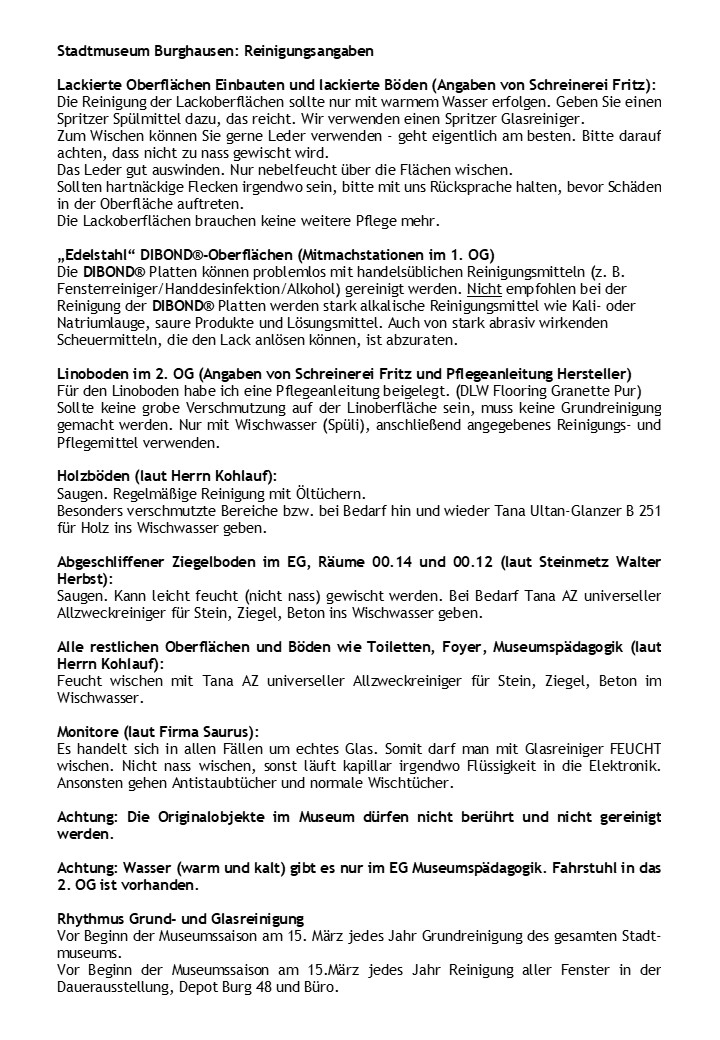 Stadtmuseum Burghausen: Reinigungsangaben
Lackierte Oberflächen Einbauten und lackierte Böden (Angaben von Schreinerei Fritz):
Die Reinigung der Lackoberflächen sollte nur mit warmem Wasser erfolgen. Geben Sie einen
Spritzer Spülmittel dazu, das reicht. Wir verwenden einen Spritzer Glasreiniger.
Zum Wischen können Sie gerne Leder verwenden - geht eigentlich am besten. Bitte darauf
achten, dass nicht zu nass gewischt wird.
Das Leder gut auswinden. Nur nebelfeucht über die Flächen wischen.
Sollten hartnäckige Flecken irgendwo sein, bitte mit uns Rücksprache halten, bevor Schäden
in der Oberfläche auftreten.
Die Lackoberflächen brauchen keine weitere Pflege mehr.
„Edelstahl“ DIBOND®-Oberflächen (Mitmachstationen im 1. OG)
Die DIBOND® Platten können problemlos mit handelsüblichen Reinigungsmitteln (z. B.
Fensterreiniger/Handdesinfektion/Alkohol) gereinigt werden. Nicht empfohlen bei der
Reinigung der DIBOND® Platten werden stark alkalische Reinigungsmittel wie Kali- oder
Natriumlauge, saure Produkte und Lösungsmittel. Auch von stark abrasiv wirkenden
Scheuermitteln, die den Lack anlösen können, ist abzuraten.
Linoboden im 2. OG (Angaben von Schreinerei Fritz und Pflegeanleitung Hersteller)
Für den Linoboden habe ich eine Pflegeanleitung beigelegt. (DLW Flooring Granette Pur)
Sollte keine grobe Verschmutzung auf der Linoberfläche sein, muss keine Grundreinigung
gemacht werden. Nur mit Wischwasser (Spüli), anschließend angegebenes Reinigungs- und
Pflegemittel verwenden.
Holzböden (laut Herrn Kohlauf):
Saugen. Regelmäßige Reinigung mit Öltüchern.
Besonders verschmutzte Bereiche bzw. bei Bedarf hin und wieder Tana Ultan-Glanzer B 251
für Holz ins Wischwasser geben.
Abgeschliffener Ziegelboden im EG, Räume 00.14 und 00.12 (laut Steinmetz Walter
Herbst):
Saugen. Kann leicht feucht (nicht nass) gewischt werden. Bei Bedarf Tana AZ universeller
Allzweckreiniger für Stein, Ziegel, Beton ins Wischwasser geben.
Alle restlichen Oberflächen und Böden wie Toiletten, Foyer, Museumspädagogik (laut
Herrn Kohlauf):
Feucht wischen mit Tana AZ universeller Allzweckreiniger für Stein, Ziegel, Beton im
Wischwasser.
Monitore (laut Firma Saurus):
Es handelt sich in allen Fällen um echtes Glas. Somit darf man mit Glasreiniger FEUCHT
wischen. Nicht nass wischen, sonst läuft kapillar irgendwo Flüssigkeit in die Elektronik.
Ansonsten gehen Antistaubtücher und normale Wischtücher.
Achtung: Die Originalobjekte im Museum dürfen nicht berührt und nicht gereinigt
werden.
Achtung: Wasser (warm und kalt) gibt es nur im EG Museumspädagogik. Fahrstuhl in das
2. OG ist vorhanden.
Rhythmus Grund- und Glasreinigung
Vor Beginn der Museumssaison am 15. März jedes Jahr Grundreinigung des gesamten Stadt-
museums.
Vor Beginn der Museumssaison am 15.März jedes Jahr Reinigung aller Fenster in der
Dauerausstellung, Depot Burg 48 und Büro.